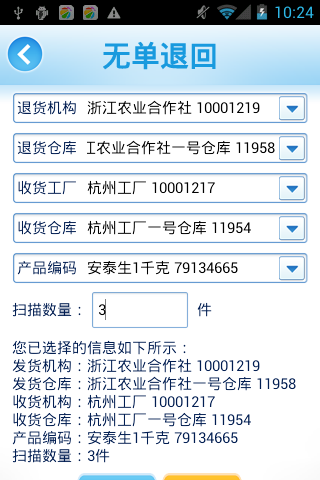 10:24
无单退回
退货机构 浙江农业合作社 10001219
退货仓库 江农业合作社一号仓库 11958
收货工厂 杭州工厂 10001217
收货仓库 杭州工厂一号仓库 11954
产品编码 安泰生1千克 79134665
扫描数量： 3 件
您已选择的信息如下所示：
发货机构：浙江农业合作社 10001219
发货仓库：浙江农业合作社一号仓库 11958
收货机构：杭州工厂 10001217
收货仓库：杭州工厂一号仓库 11954
产品编码：安泰生1千克 79134665
扫描数量：3件